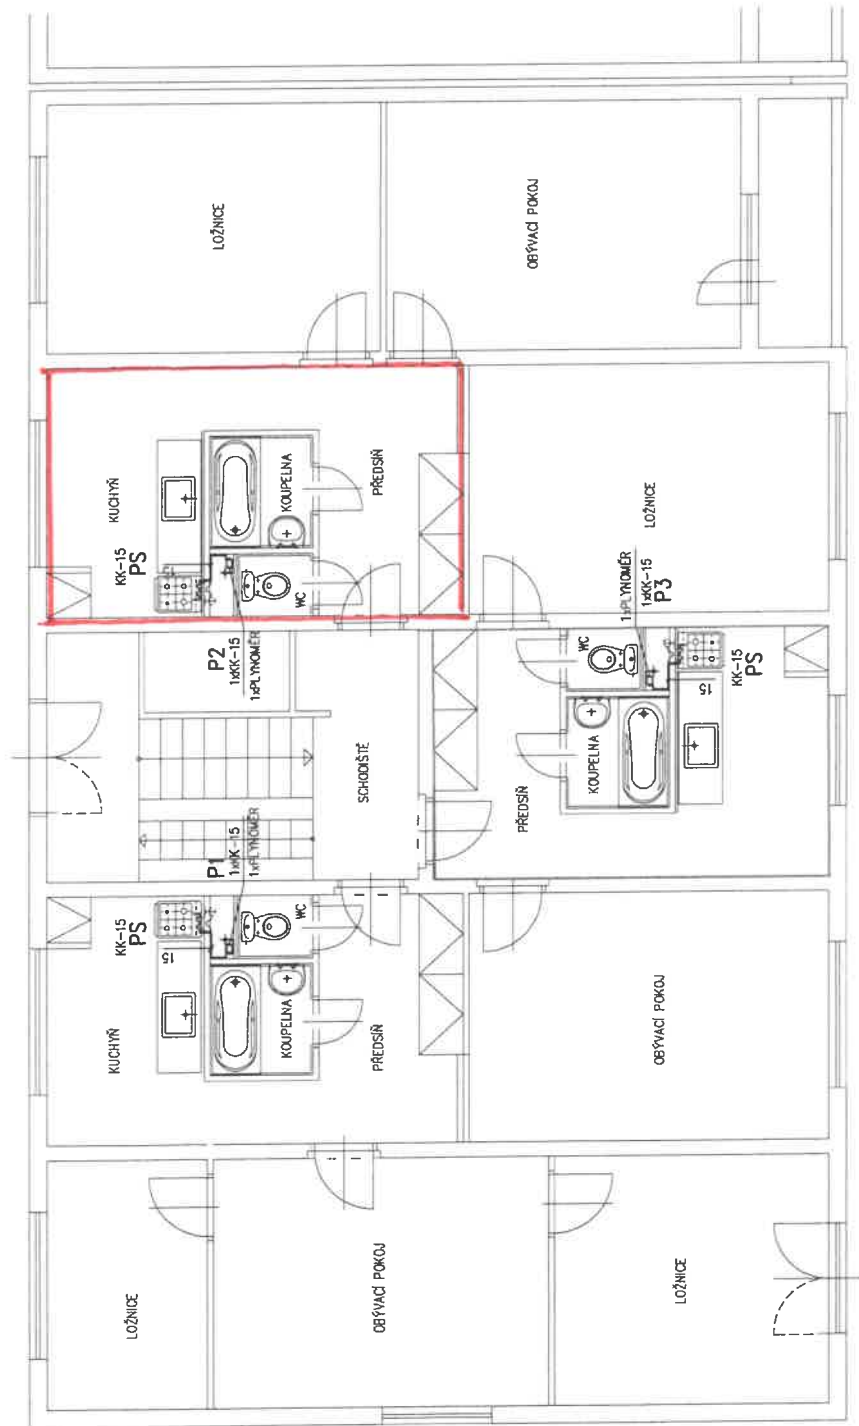 LOŽNICE
OBÝVACÍ POKOJ
KUCHYŇ
KK-15
PS
KOUPELNA
WC
PŘEDSÍŇ
LOŽNICE
P2
1xKK-15
1xPLYNOMĚR
1xPLYNOMĚR
1xKK-15
P3
SCHODIŠTĚ
WC
KOUPELNA
PŘEDSÍŇ
15
KK-15
PS
P1
1xKK-15
1xPLYNOMĚR
KUCHYŇ
KK-15
PS
15
WC
KOUPELNA
PŘEDSÍŇ
OBÝVACÍ POKOJ
LOŽNICE
OBÝVACÍ POKOJ
LOŽNICE